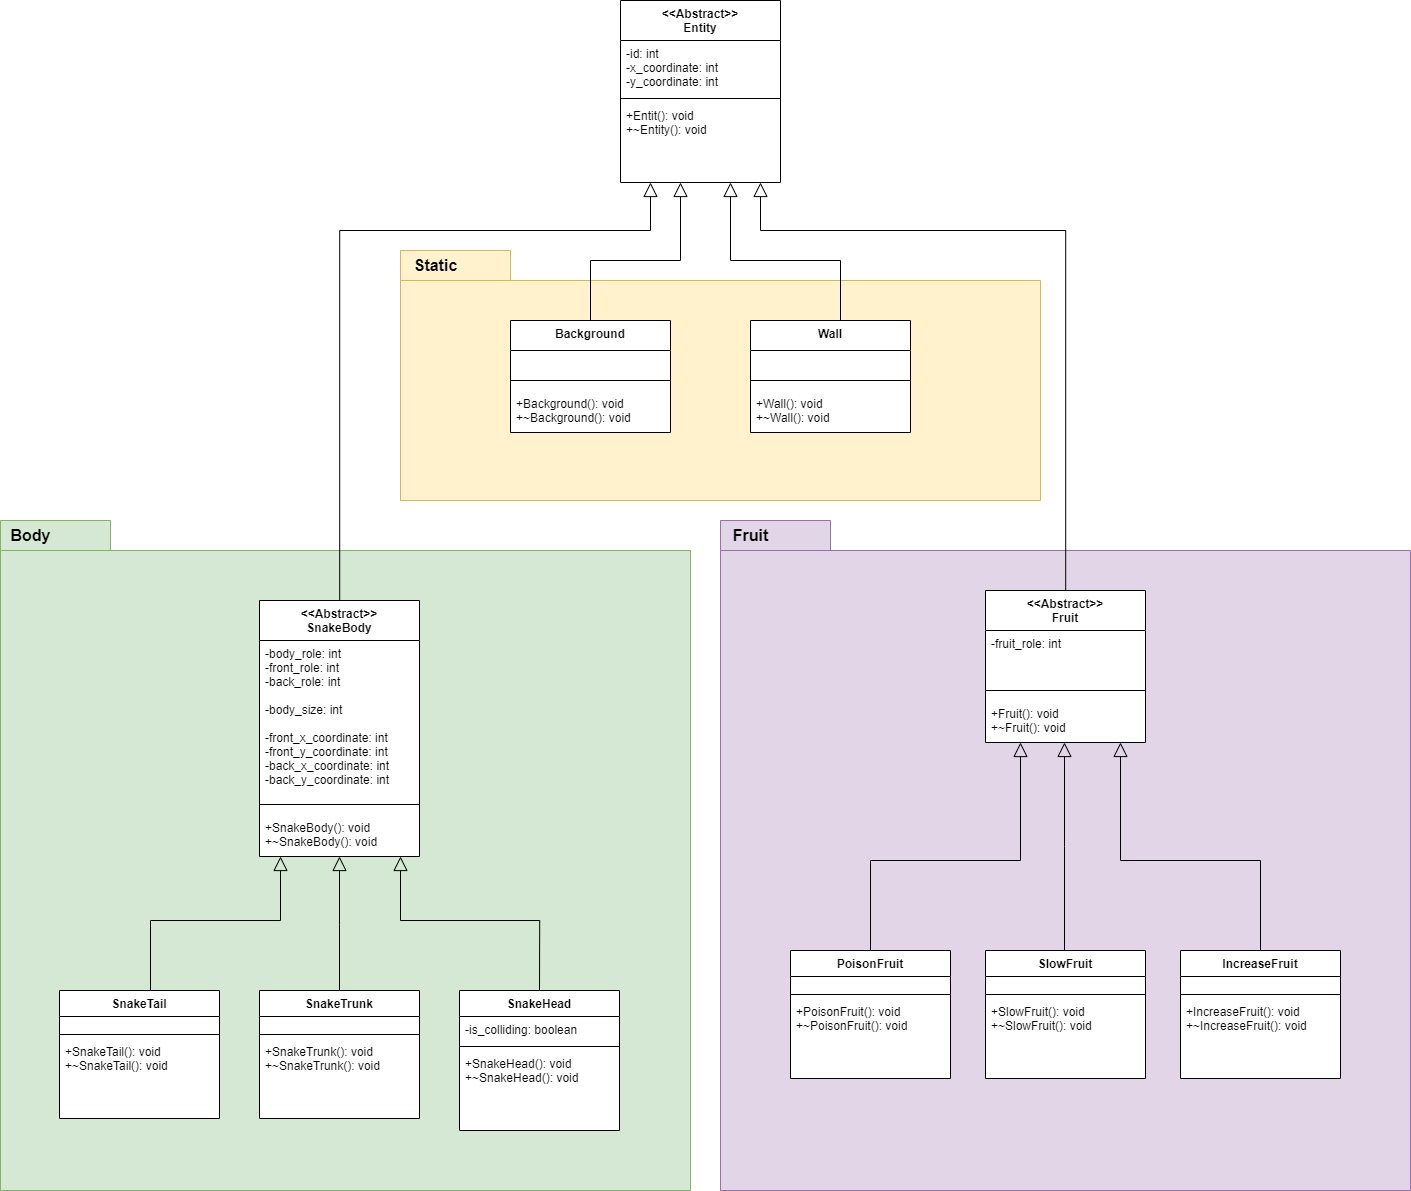 <<Abstract>>
Entity
-id: int
-x_coordinate: int
-y_coordinate: int
+Entit(): void
+~Entity(): void
Static
Background
+Background(): void
+~Background(): void
Wall
+Wall(): void
+~Wall(): void
Body
<<Abstract>>
SnakeBody
-body_role: int
-front_role: int
-back_role: int
-body_size: int
-front_x_coordinate: int
-front_y_coordinate: int
-back_x_coordinate: int
-back_y_coordinate: int
+SnakeBody(): void
+~SnakeBody(): void
SnakeTail
+SnakeTail(): void
+~SnakeTail(): void
SnakeTrunk
+SnakeTrunk(): void
+~SnakeTrunk(): void
SnakeHead
-is_colliding: boolean
+SnakeHead(): void
+~SnakeHead(): void
Fruit
<<Abstract>>
Fruit
-fruit_role: int
+Fruit(): void
+~Fruit(): void
PoisonFruit
+PoisonFruit(): void
+~PoisonFruit(): void
SlowFruit
+SlowFruit(): void
+~SlowFruit(): void
IncreaseFruit
+IncreaseFruit(): void
+~IncreaseFruit(): void